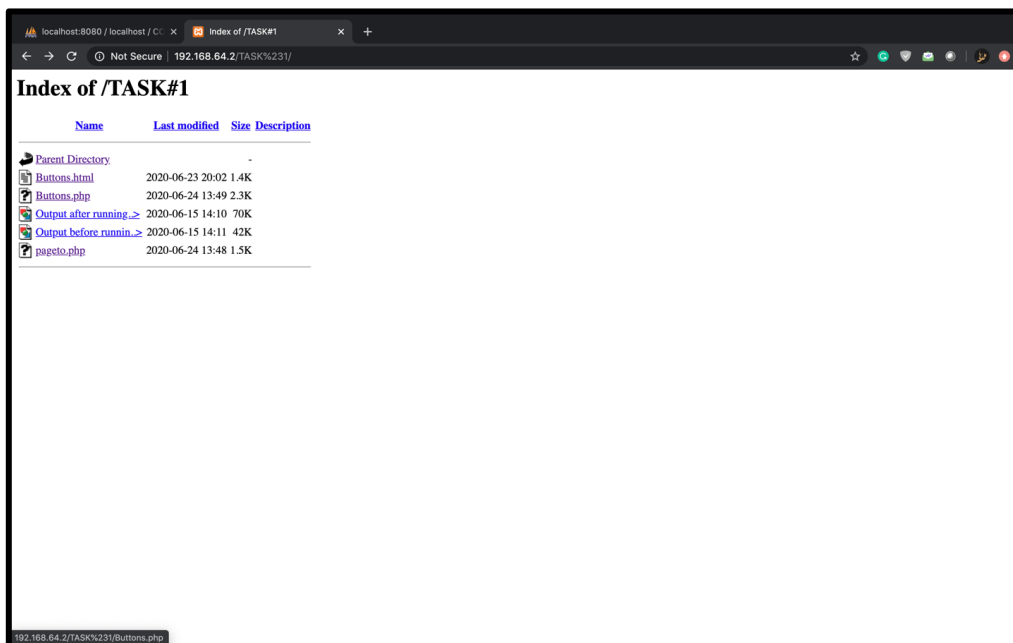 localhost:8080 / localhost / CO
Index of /TASK#1
Not Secure | 192.168.64.2/TASK%231/
Index of /TASK#1
Name Last modified Size Description
Parent Directory -
Buttons.html 2020-06-23 20:02 1.4K
Buttons.php 2020-06-24 13:49 2.3K
Output after running..> 2020-06-15 14:10 70K
Output before runnin..> 2020-06-15 14:11 42K
pageto.php 2020-06-24 13:48 1.5K
192.168.64.2/TASK%231/Buttons.php